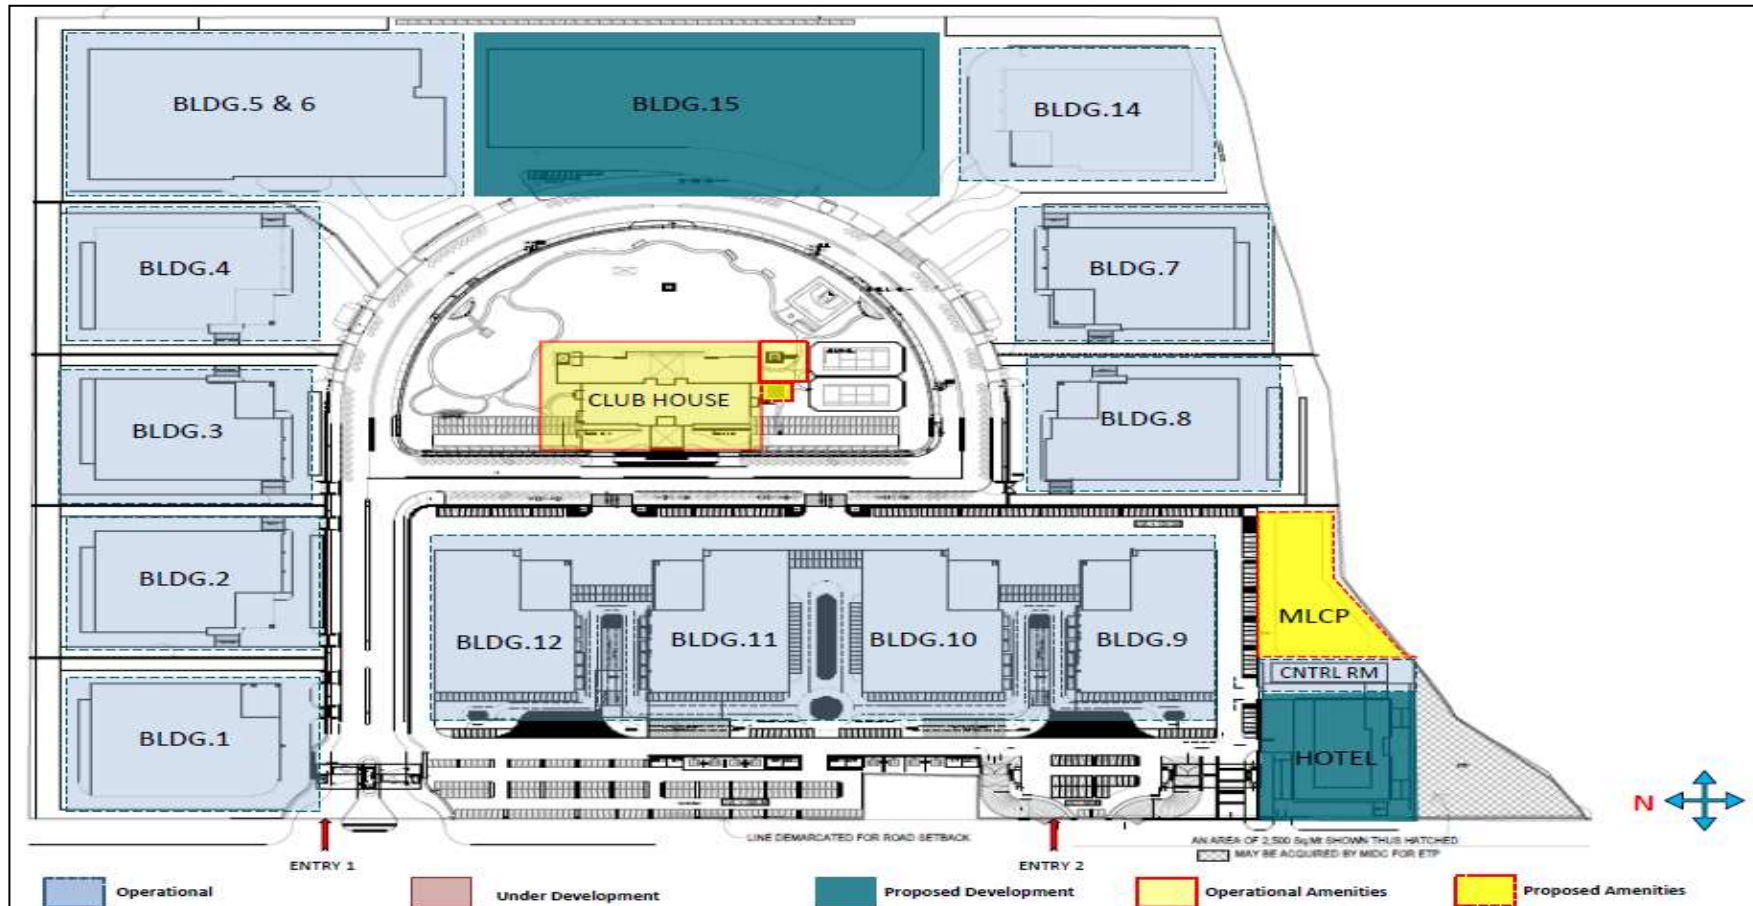 BLDG.5 & 6
BLDG.15
BLDG.14
BLDG.4
BLDG.7
CLUB HOUSE
BLDG.3
BLDG.8
BLDG.2
BLDG.12
BLDG.11
BLDG.10
BLDG.9
MLCP
CNTRL RM
BLDG.1
HOTEL
N
LINE DEMARCATED FOR ROAD SETBACK
AN AREA OF 2,500 Sq.Mt SHOWN THUS HATCHED
MAY BE ACQUIRED BY MIDC FOR ETP
ENTRY 1
ENTRY 2
Operational
Under Development
Proposed Development
Operational Amenities
Proposed Amenities